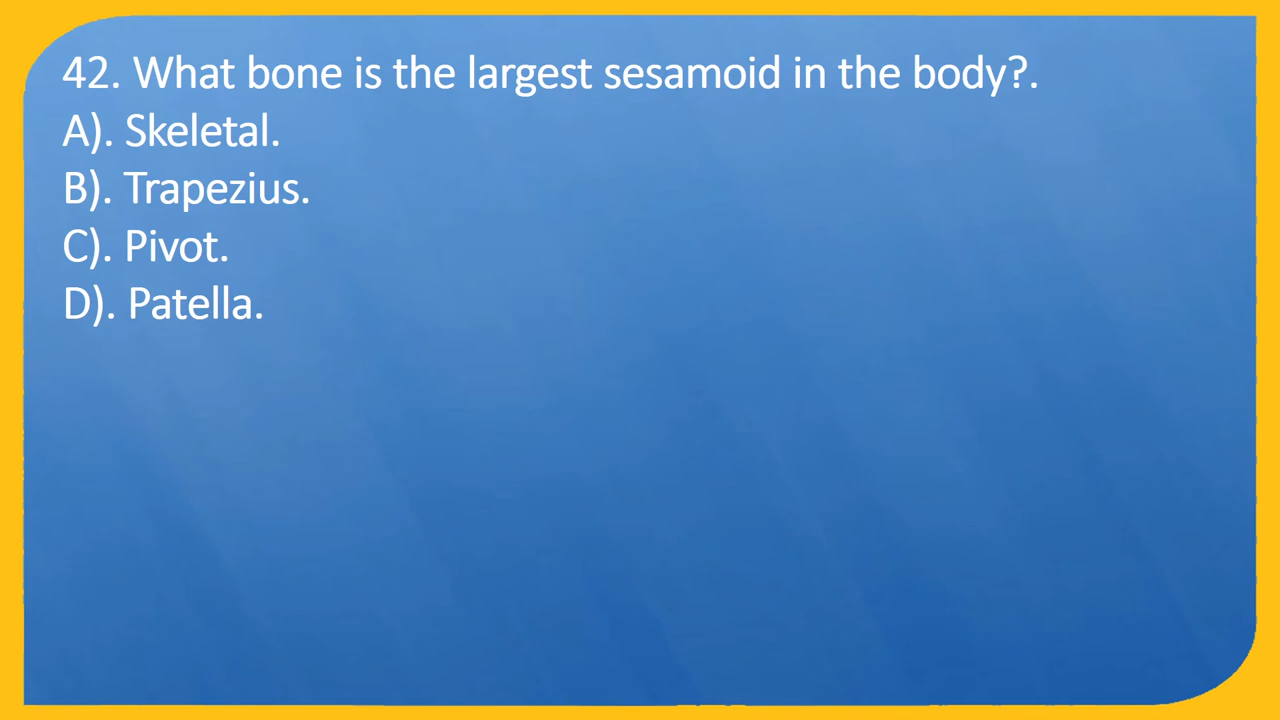 42. What bone is the largest sesamoid in the body?.
A). Skeletal.
B). Trapezius.
C). Pivot.
D). Patella.